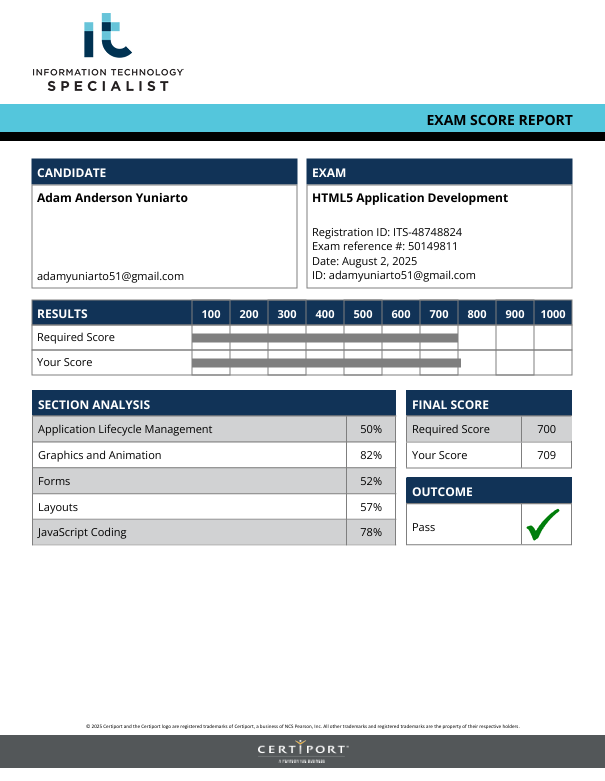 it
INFORMATION TECHNOLOGY
SPECIALIST
EXAM SCORE REPORT
CANDIDATE
Adam Anderson Yuniarto
adamyuniarto51@gmail.com
EXAM
HTML5 Application Development
Registration ID: ITS-48748824
Exam reference #: 50149811
Date: August 2, 2025
ID: adamyuniarto51@gmail.com
RESULTS 100 200 300 400 500 600 700 800 900 1000
Required Score
Your Score
SECTION ANALYSIS
Application Lifecycle Management 50%
Graphics and Animation 82%
Forms 52%
Layouts 57%
JavaScript Coding 78%
FINAL SCORE
Required Score 700
Your Score 709
OUTCOME
Pass
© 2025 Certiport and the Certiport logo are registered trademarks of Certiport, a business of NCS Pearson, Inc. All other trademarks and registered trademarks are the property of their respective holders.
CERTIPORT